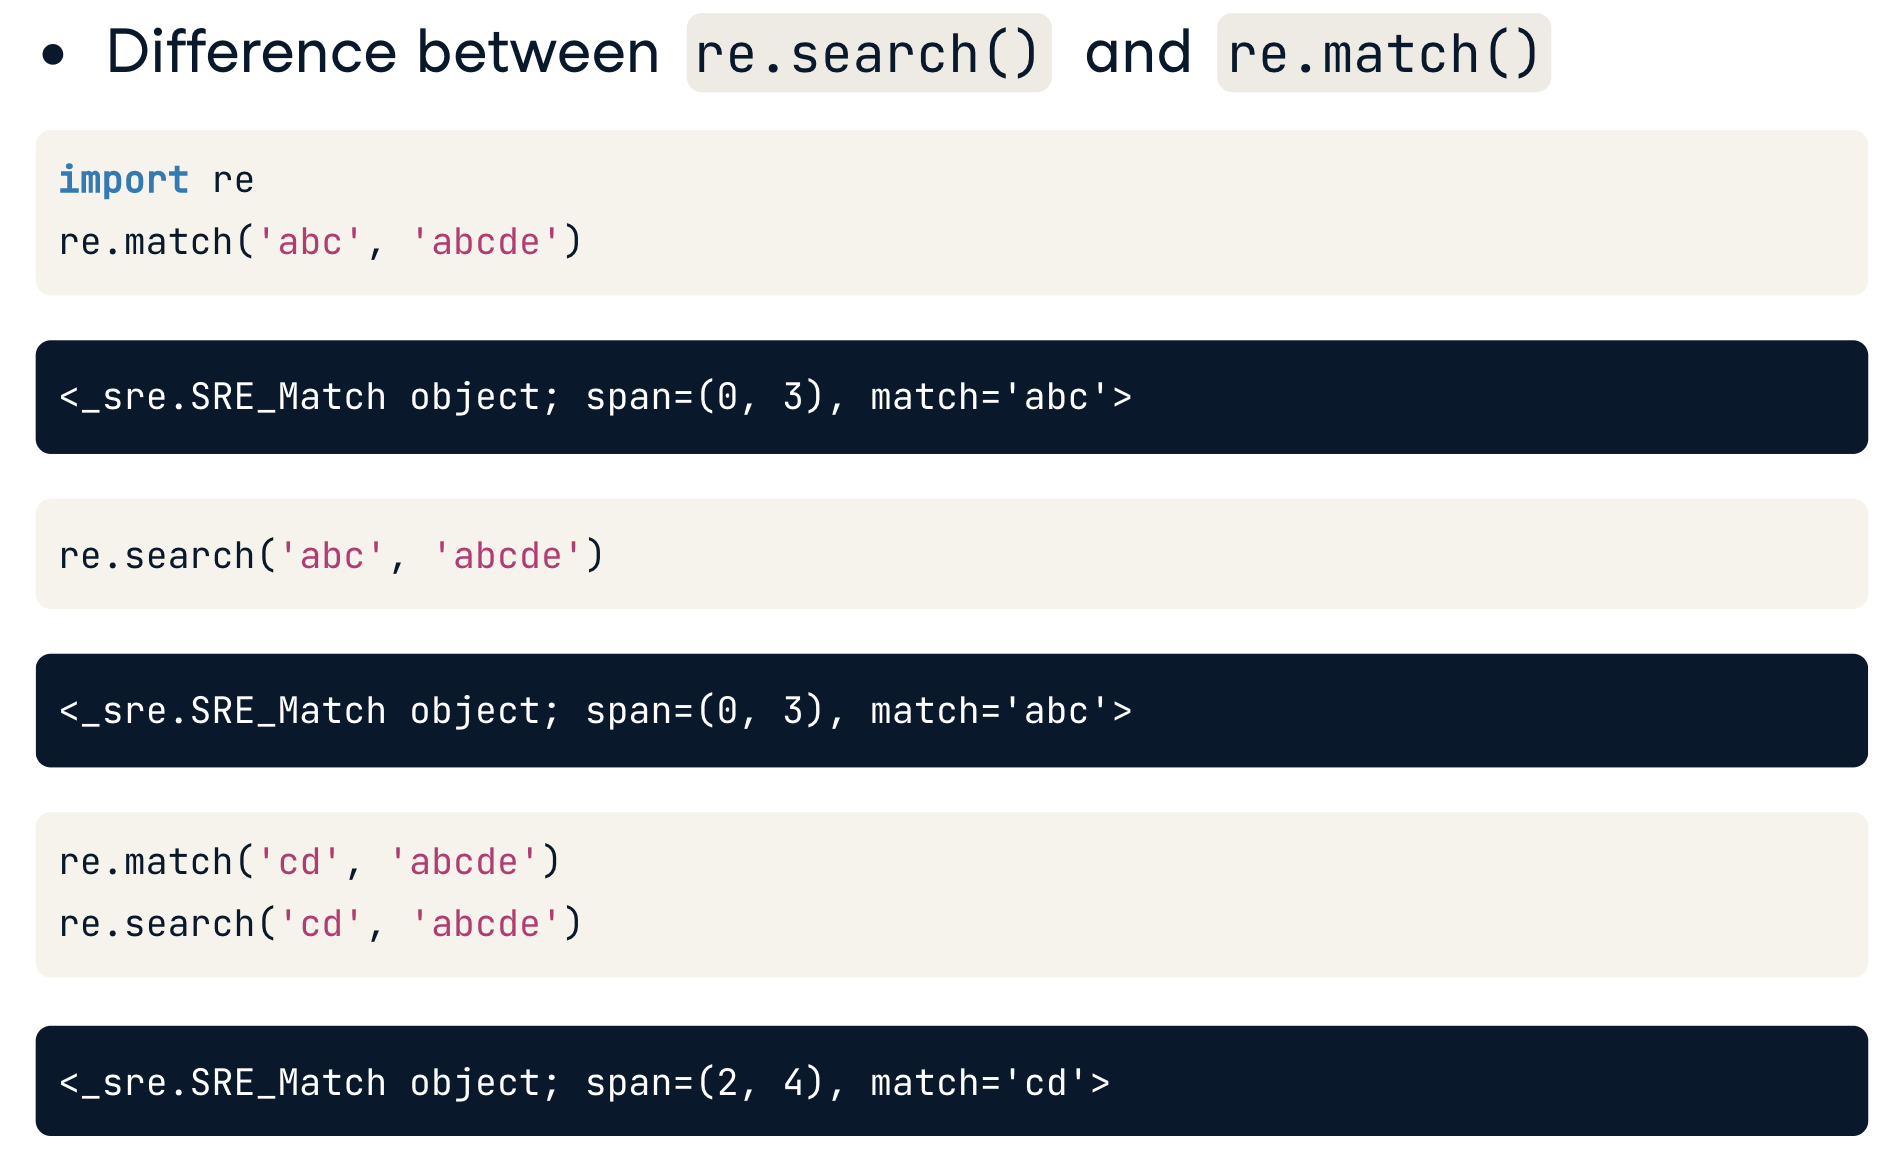 • Difference between re.search() and re.match()
import re
re.match('abc', 'abcde')
<_sre.SRE_Match object; span=(0, 3), match='abc'>
re.search('abc', 'abcde')
<_sre.SRE_Match object; span=(0, 3), match='abc'>
re.match('cd', 'abcde')
re.search('cd', 'abcde')
<_sre.SRE_Match object; span=(2, 4), match='cd'>